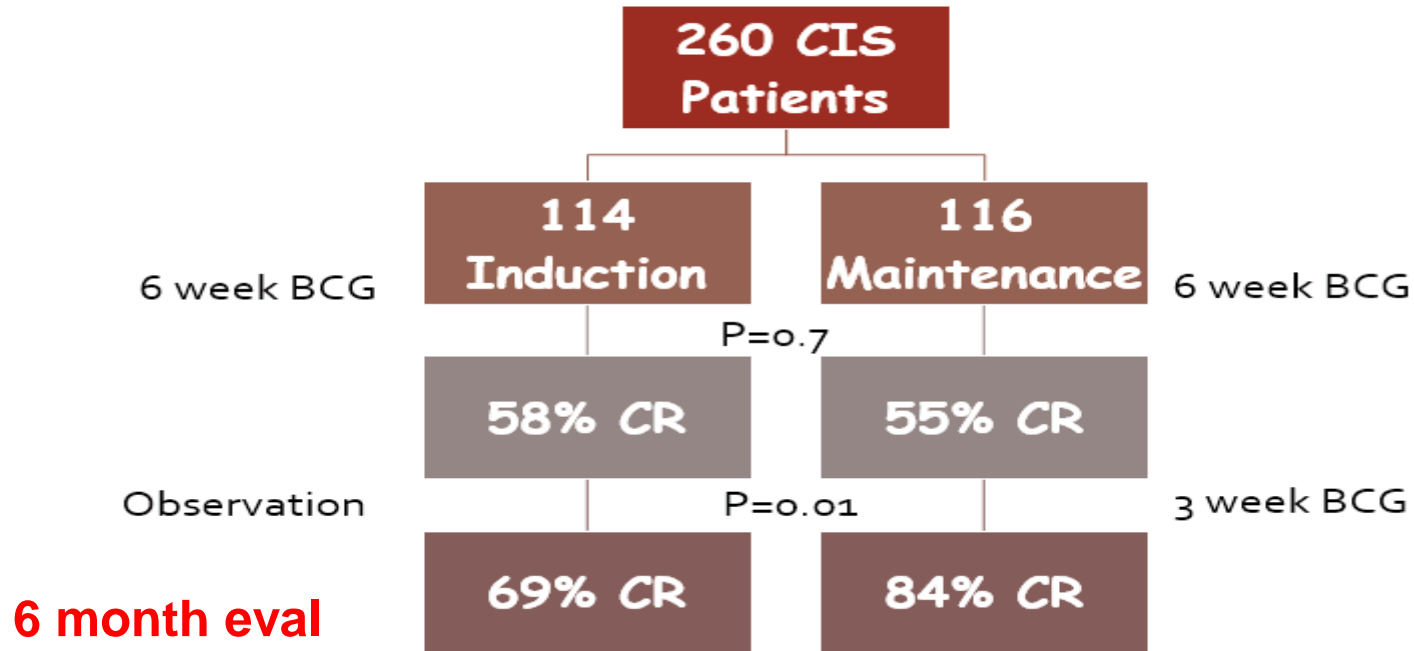 260 CIS
Patients
114
Induction
116
Maintenance
6 week BCG
6 week BCG
P=0.7
58% CR
55% CR
Observation
P=0.01
3 week BCG
69% CR
84% CR
6 month eval